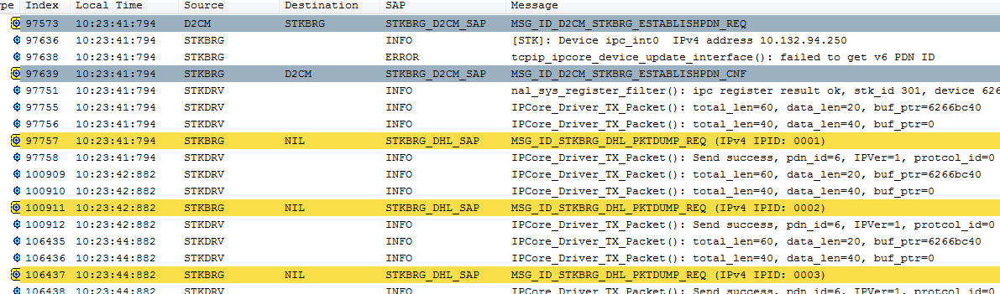 ype Index Local Time Source Destination SAP Message
97573 10:23:41:794 D2CM STKBRG STKBRG_D2CM_SAP MSG_ID_D2CM_STKBRG_ESTABLISHPDN_REQ
97636 10:23:41:794 STKBRG INFO [STK]: Device ipc_int0 IPv4 address 10.132.94.250
97638 10:23:41:794 STKBRG ERROR tcpip_ipcore_device_update_interface(): failed to get v6 PDN ID
97639 10:23:41:794 STKBRG D2CM STKBRG_D2CM_SAP MSG_ID_D2CM_STKBRG_ESTABLISHPDN_CNF
97751 10:23:41:794 STKDRV INFO nal_sys_register_filter(): ipc register result ok, stk_id 301, device 626
97755 10:23:41:794 STKDRV INFO IPCore_Driver_TX_Packet(): total_len=60, data_len=20, buf_ptr=6266bc40
97756 10:23:41:794 STKDRV INFO IPCore_Driver_TX_Packet(): total_len=40, data_len=40, buf_ptr=0
97757 10:23:41:794 STKBRG NIL STKBRG_DHL_SAP MSG_ID_STKBRG_DHL_PKTDUMP_REQ (IPv4 IPID: 0001)
97758 10:23:41:794 STKDRV INFO IPCore_Driver_TX_Packet(): Send success, pdn_id=6, IPVer=1, protcol_id=0
100909 10:23:42:882 STKDRV INFO IPCore_Driver_TX_Packet(): total_len=60, data_len=20, buf_ptr=6266bc40
100910 10:23:42:882 STKDRV INFO IPCore_Driver_TX_Packet(): total_len=40, data_len=40, buf_ptr=0
100911 10:23:42:882 STKBRG NIL STKBRG_DHL_SAP MSG_ID_STKBRG_DHL_PKTDUMP_REQ (IPv4 IPID: 0002)
100912 10:23:42:882 STKDRV INFO IPCore_Driver_TX_Packet(): Send success, pdn_id=6, IPVer=1, protcol_id=0
106435 10:23:44:882 STKDRV INFO IPCore_Driver_TX_Packet(): total_len=60, data_len=20, buf_ptr=6266bc40
106436 10:23:44:882 STKDRV INFO IPCore_Driver_TX_Packet(): total_len=40, data_len=40, buf_ptr=0
106437 10:23:44:882 STKBRG NIL STKBRG_DHL_SAP MSG_ID_STKBRG_DHL_PKTDUMP_REQ (IPv4 IPID: 0003)
106438 10:23:44:882 STKDRV INFO IPCore_Driver_TX_Packet(): Send success, pdn_id=6, IPVer=1, protcol_id=0